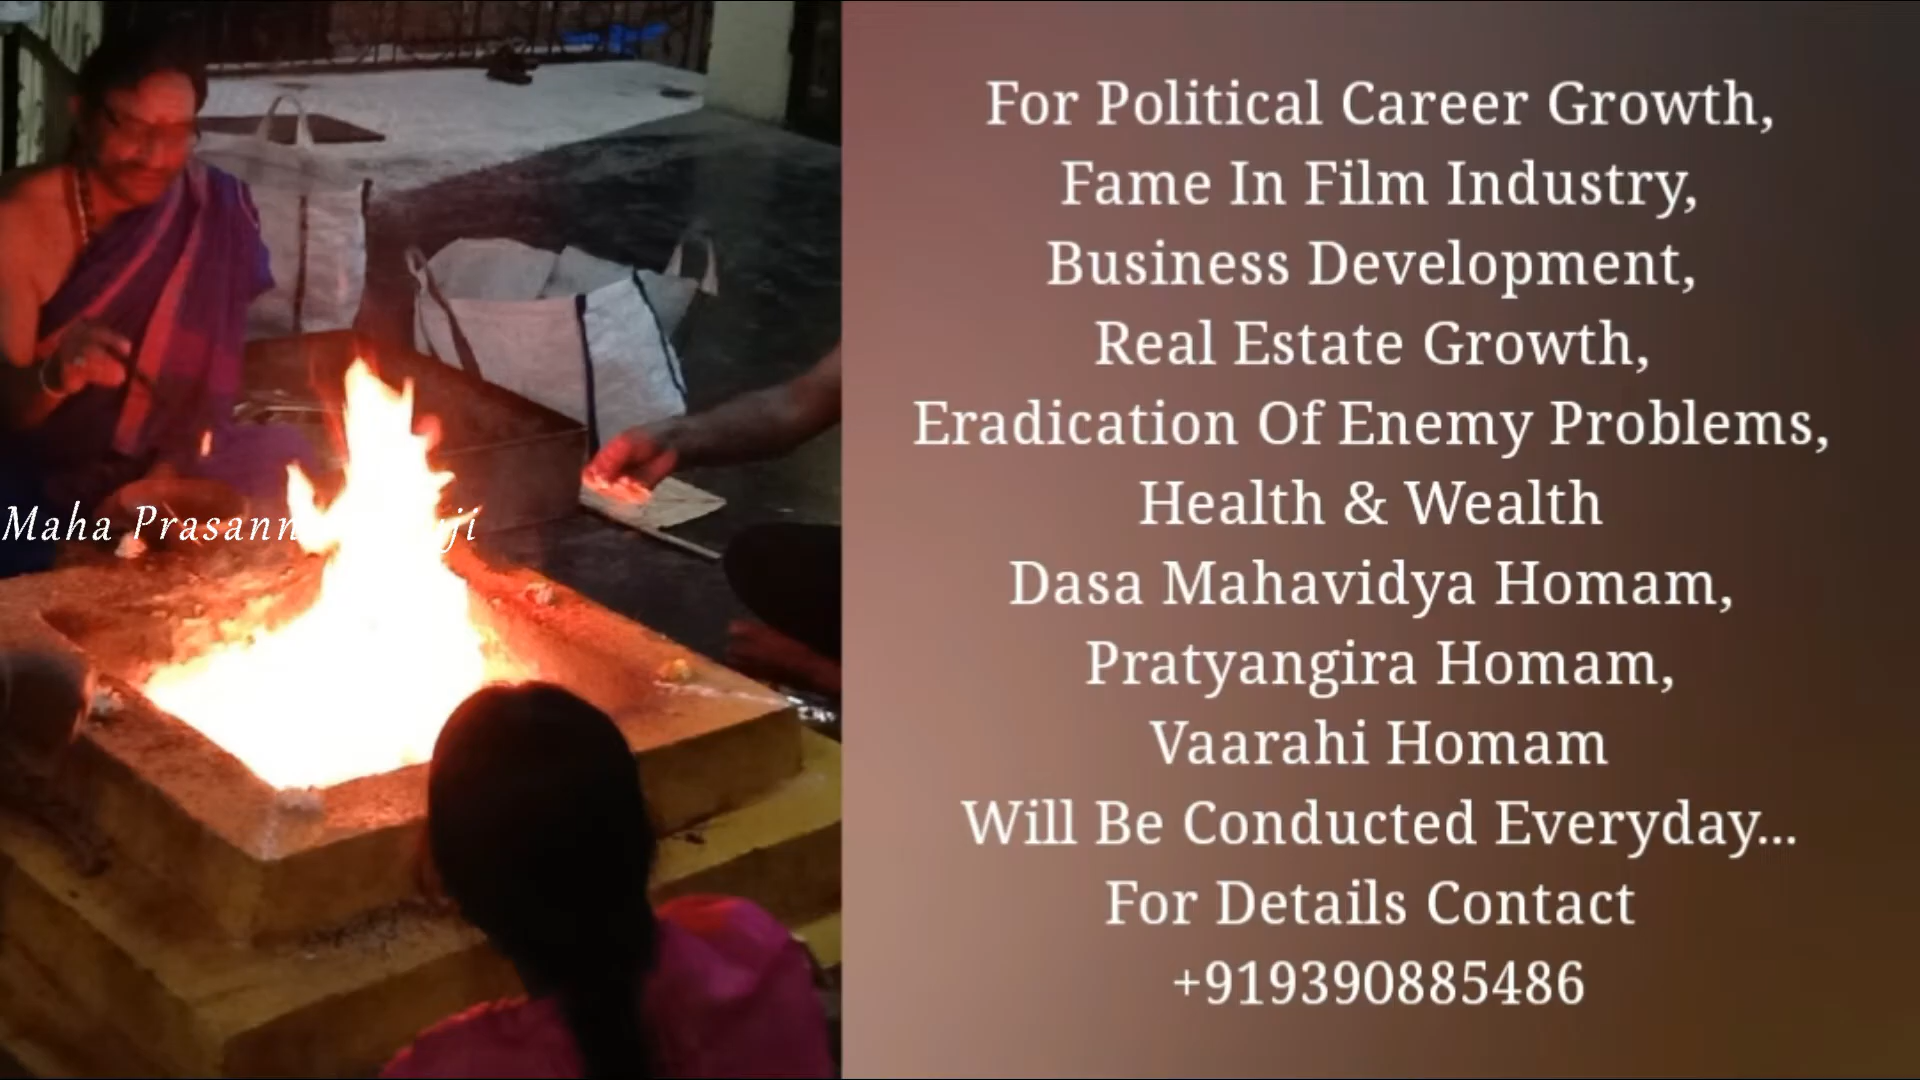 Maha Prasann
For Political Career Growth,
Fame In Film Industry,
Business Development,
Real Estate Growth,
Eradication Of Enemy Problems,
Health & Wealth
Dasa Mahavidya Homam,
Pratyangira Homam,
Vaarahi Homam
Will Be Conducted Everyday...
For Details Contact
+919390885486